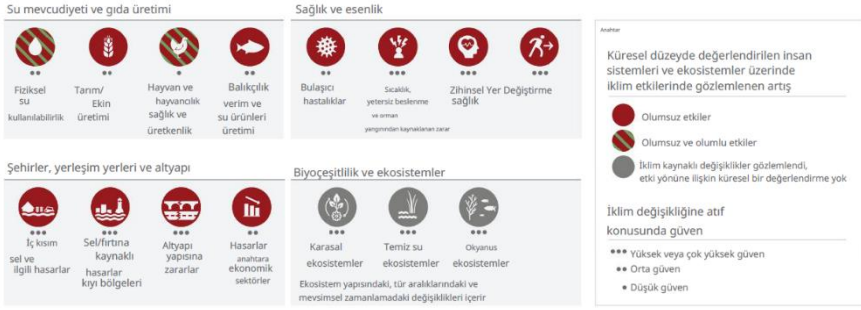 Su mevcudiyeti ve gıda üretimi
Fiziksel
su
kullanılabilirlik
Tarım/
Ekin
üretimi
Hayvan ve
hayvancılık
sağlık ve
üretkenlik
Balıkçılık
verim ve
su ürünleri
üretimi
Sağlık ve esenlik
Bulaşıcı
hastalıklar
Sıcaklık,
yetersiz beslenme
ve orman
yangınından kaynaklanan zarar
Zihinsel Yer Değiştirme
sağlık
Şehirler, yerleşim yerleri ve altyapı
İç kısım
sel ve
ilgili hasarlar
Sel/fırtına
kaynaklı
hasarlar
kıyı bölgeleri
Altyapı
yapısına
zararlar
Hasarlar
anahtara
ekonomik
sektörler
Biyoçeşitlilik ve ekosistemler
Karasal
ekosistemler
Temiz su
ekosistemler
Okyanus
ekosistemler
Ekosistem yapısındaki, tür aralıklarındaki ve
mevsimsel zamanlamadaki değişiklikleri içerir
Anahtar
Küresel düzeyde değerlendirilen insan
sistemleri ve ekosistemler üzerinde
iklim etkilerinde gözlemlenen artış
Olumsuz etkiler
Olumsuz ve olumlu etkiler
İklim kaynaklı değişiklikler gözlemlendi,
etki yönüne ilişkin küresel bir değerlendirme yok
İklim değişikliğine atıf
konusunda güven
Yüksek veya çok yüksek güven
Orta güven
Düşük güven